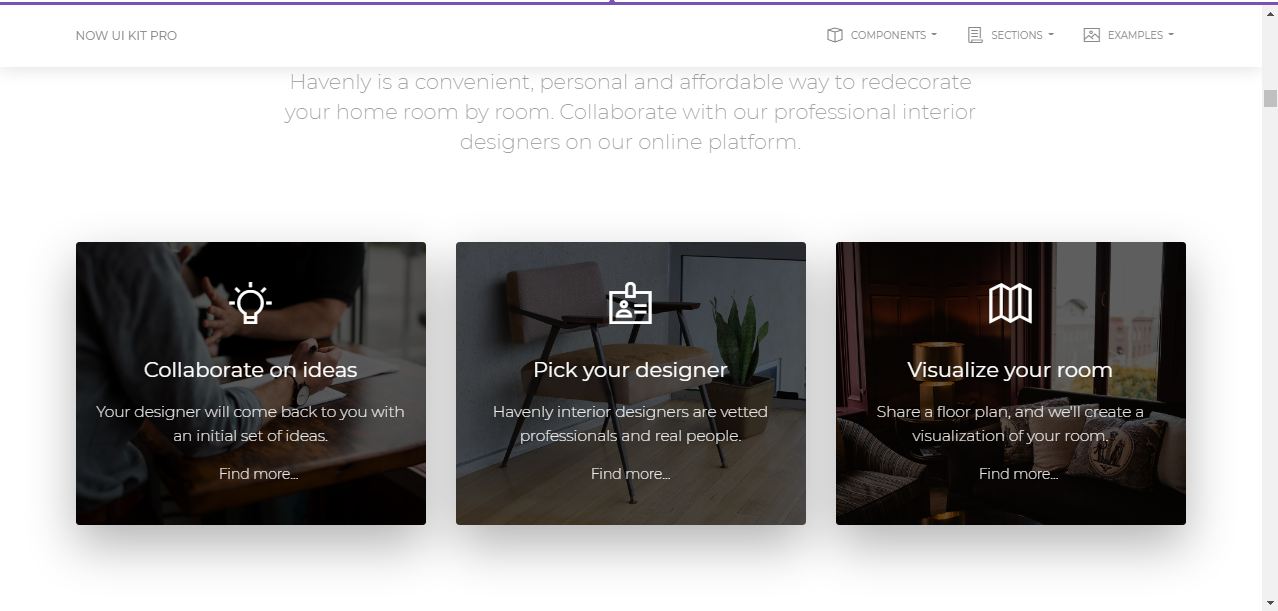 NOW UI KIT PRO
COMPONENTS
SECTIONS
EXAMPLES
Havenly is a convenient, personal and affordable way to redecorate
your home room by room. Collaborate with our professional interior
designers on our online platform.
Collaborate on ideas
Your designer will come back to you with
an initial set of ideas.
Find more...
Pick your designer
Havenly interior designers are vetted
professionals and real people.
Find more...
Visualize your room
Share a floor plan, and we'll create a
visualization of your room.
Find more...